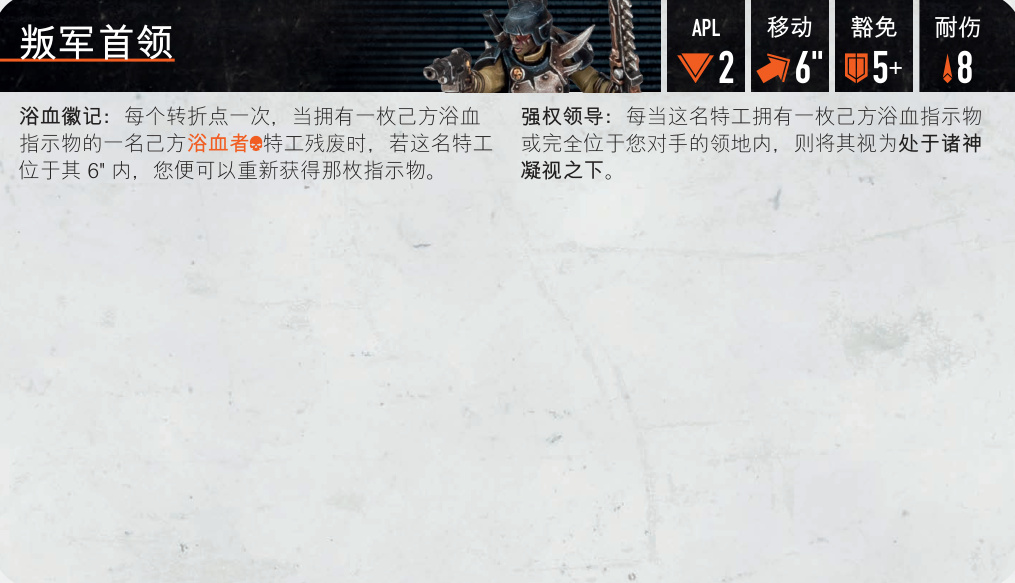 叛军首领
APL
2
移动
6"
豁免
5+
耐伤
8
浴血徽记：每个转折点一次，当拥有一枚己方浴血
指示物的一名己方浴血者特工残废时，若这名特工
位于其 6" 内，您便可以重新获得那枚指示物。
强权领导：每当这名特工拥有一枚己方浴血指示物
或完全位于您对手的领地内，则将其视为处于诸神
凝视之下。